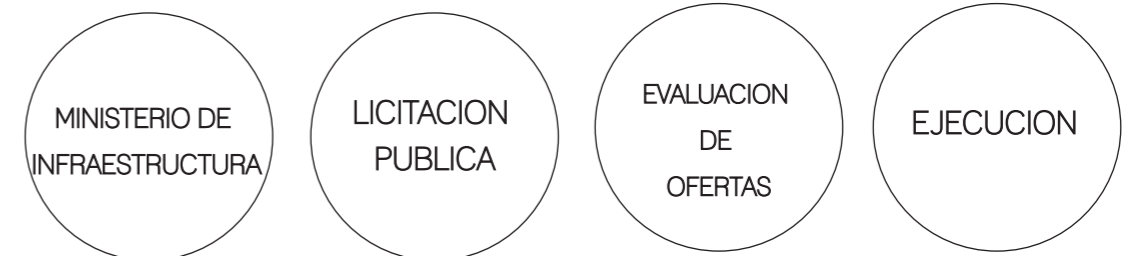 MINISTERIO DE
INFRAESTRUCTURA
LICITACION
PUBLICA
EVALUACION
DE
OFERTAS
EJECUCION